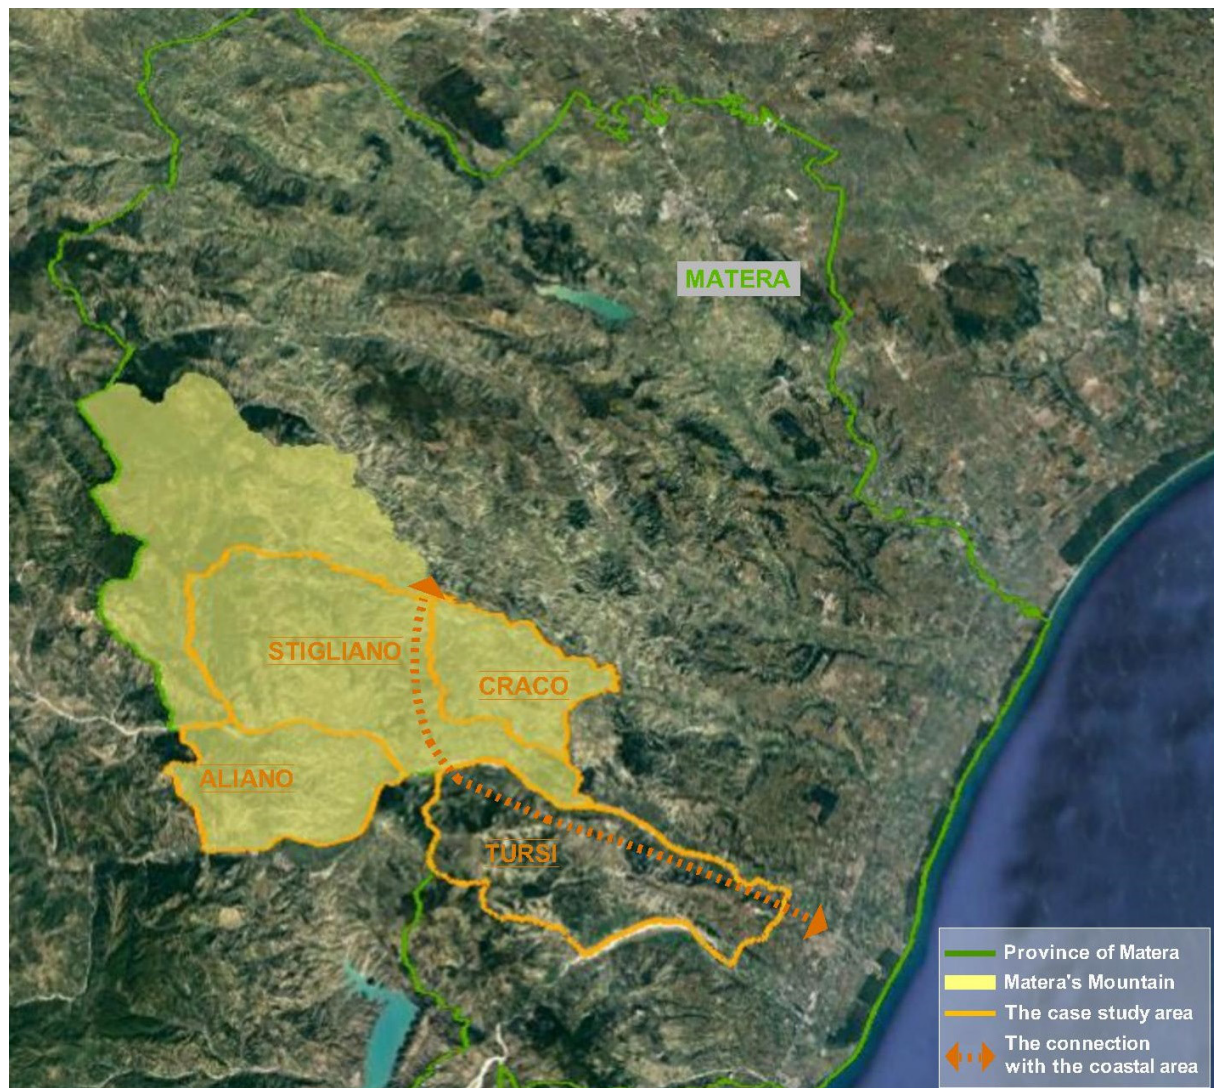 MATERA
STIGLIANO
CRACO
ALIANO
TURSI
Province of Matera
Matera's Mountain
The case study area
The connection
with the coastal area